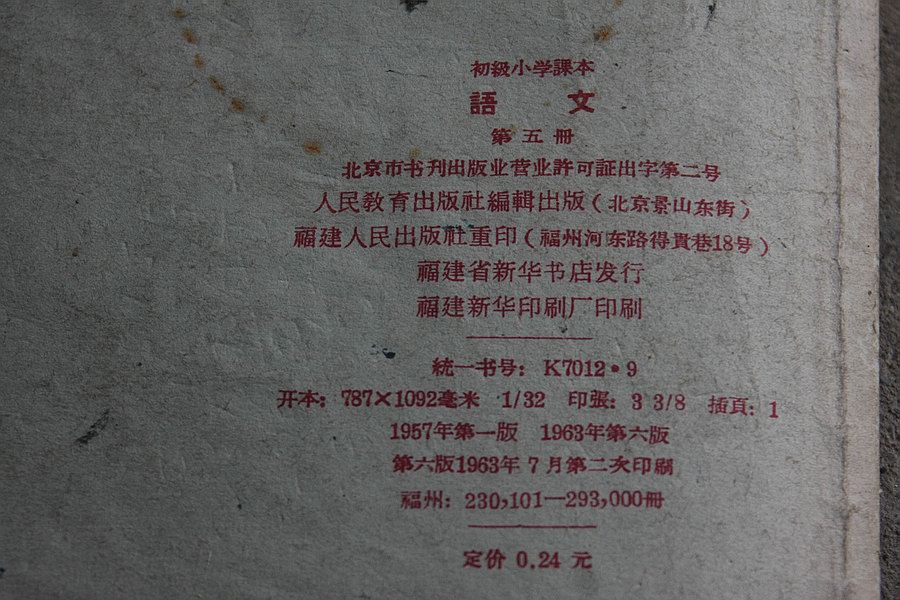 初級小学課本
語 文
第五冊
北京市书刊出版业营业許可証出字第二号
人民教育出版社編輯出版（北京景山东街）
福建人民出版社重印（福州河东路得貴巷18号）
福建省新华书店发行
福建新华印刷厂印刷
統一书号：K7012·9
开本：787×1092毫米 1/32 印張：3 3/8 插頁：1
1957年第一版 1963年第六版
第六版1963年7月第二次印刷
福州：230,101—293,000冊
定价 0.24 元